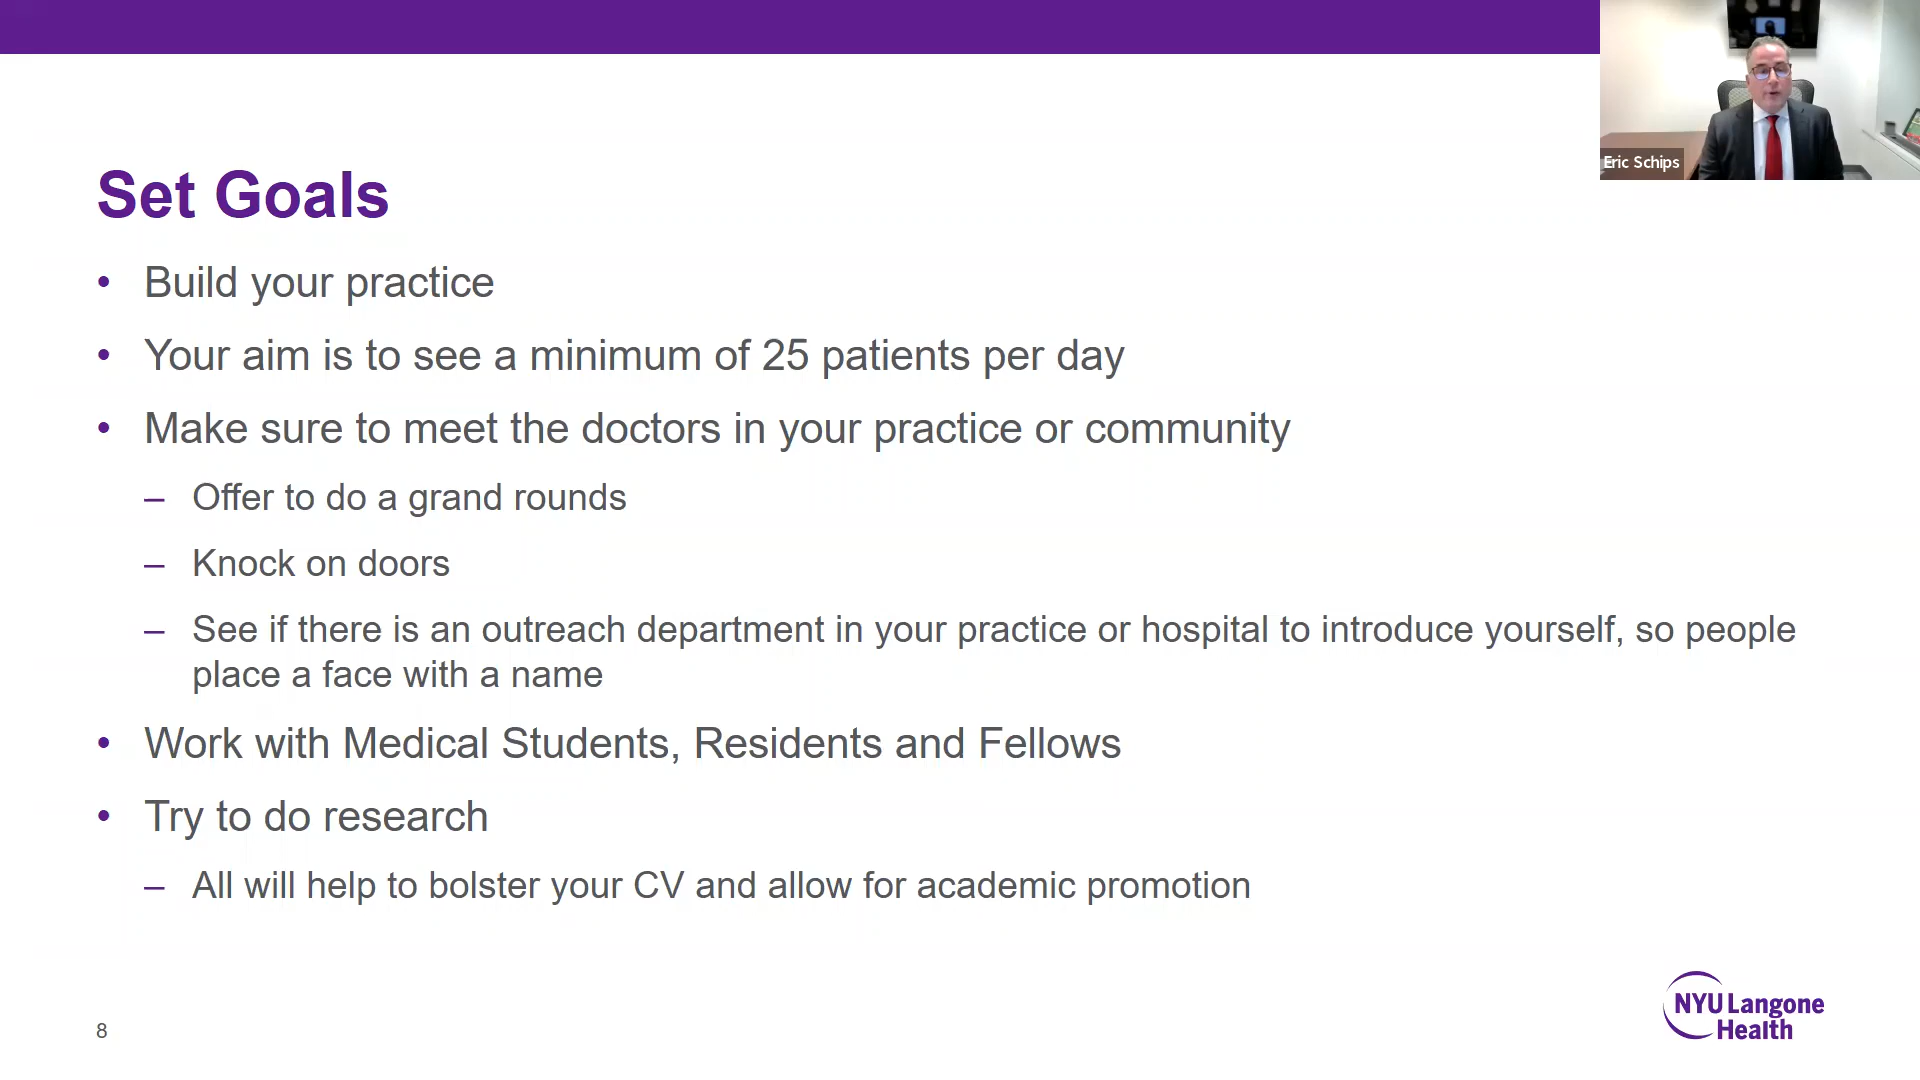 Eric Schips
Set Goals
• Build your practice
• Your aim is to see a minimum of 25 patients per day
• Make sure to meet the doctors in your practice or community
– Offer to do a grand rounds
– Knock on doors
– See if there is an outreach department in your practice or hospital to introduce yourself, so people
place a face with a name
• Work with Medical Students, Residents and Fellows
• Try to do research
– All will help to bolster your CV and allow for academic promotion
8
NYU Langone
Health